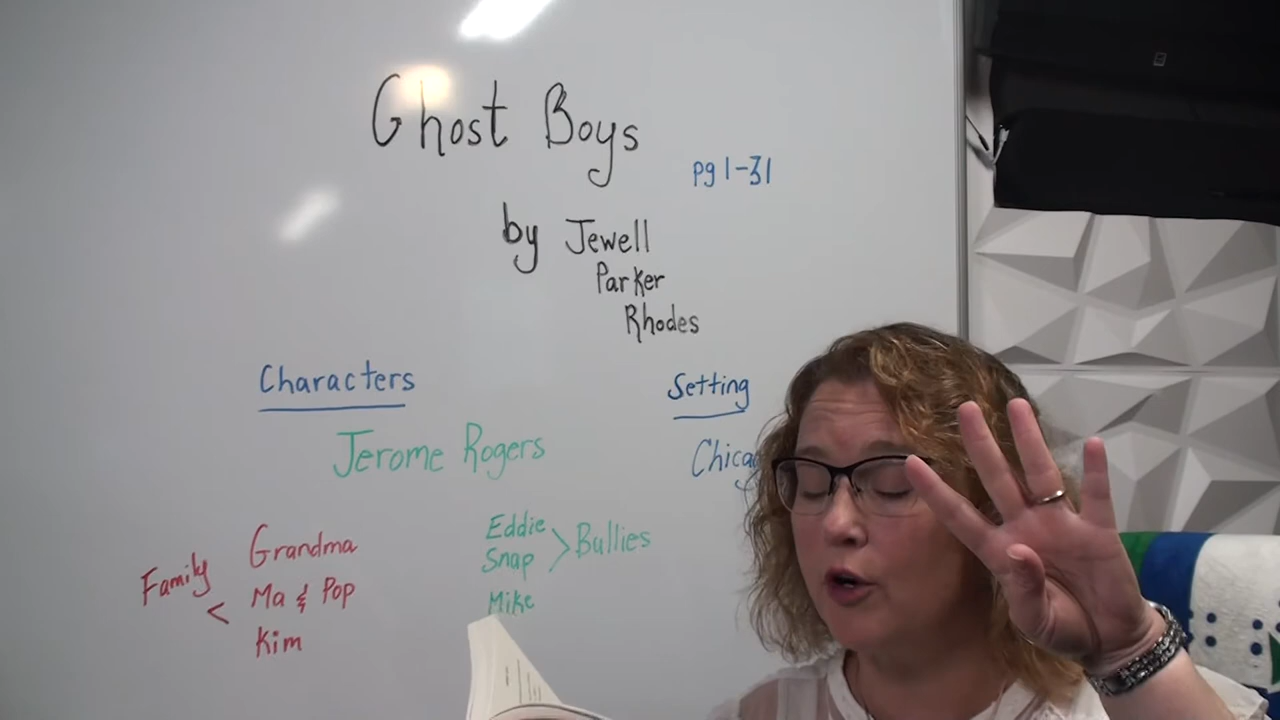 Ghost Boys
pg 1-31
by Jewell
Parker
Rhodes
Characters
Setting
Jerome Rogers
Family < Grandma
Ma & Pop
Kim
Eddie
Snap > Bullies
Mike